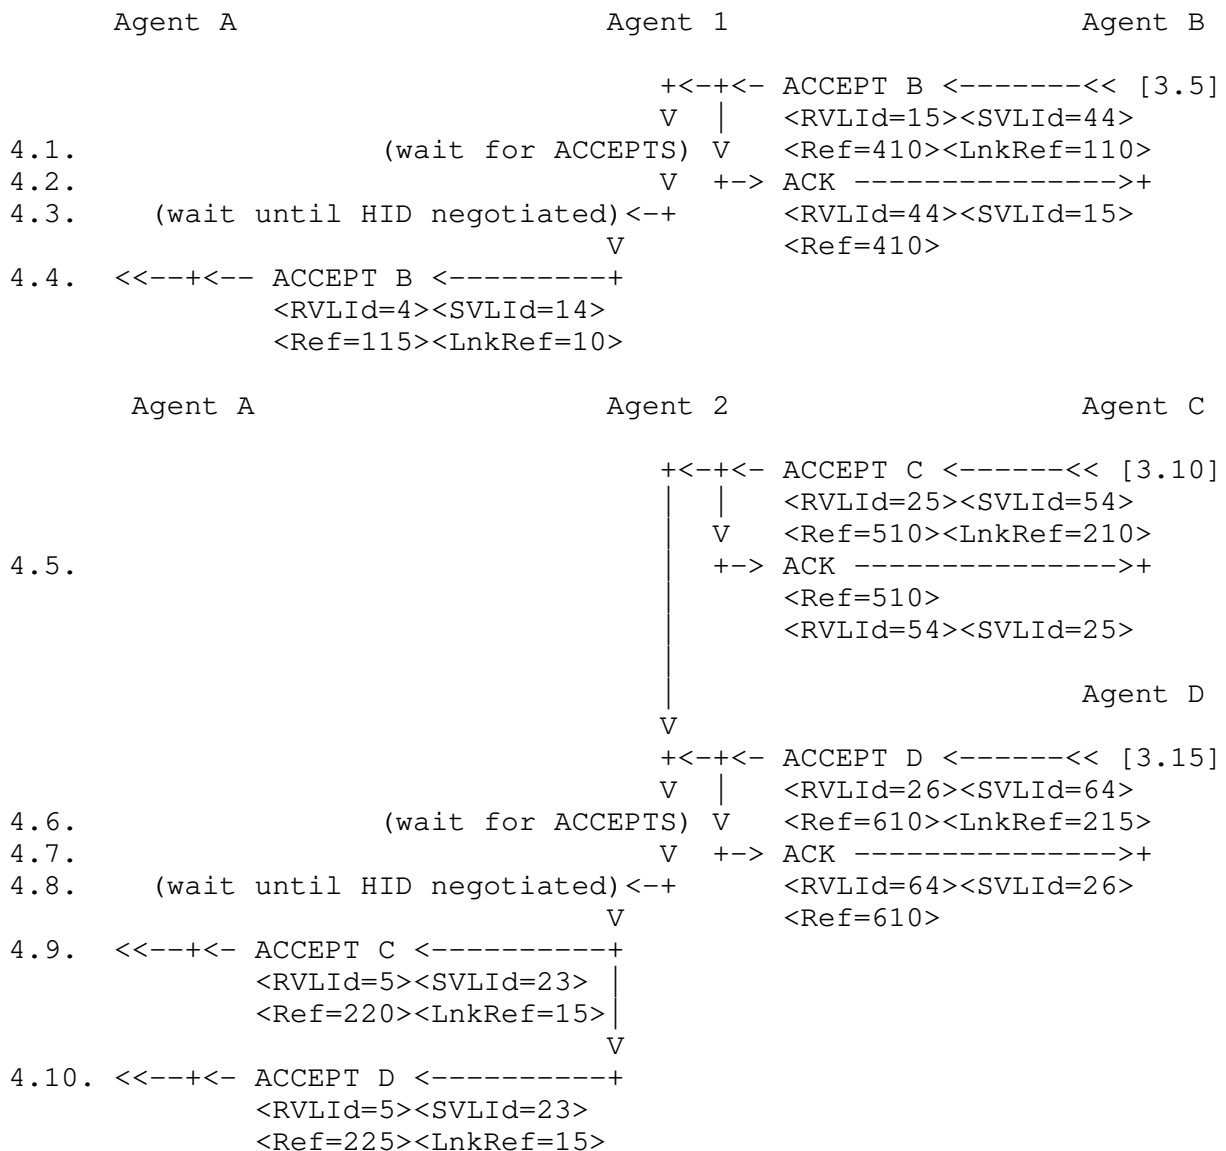 Agent A                     Agent 1                    Agent B

                                     +<-+<- ACCEPT B <-------<< [3.5]
                                     V  |   <RVLId=15><SVLId=44>
4.1.                 (wait for ACCEPTS) V   <Ref=410><LnkRef=110>
4.2.                                 V  +-> ACK --------------->+
4.3.    (wait until HID negotiated)<-+      <RVLId=44><SVLId=15>
                                  V         <Ref=410>
4.4.  <<--+<-- ACCEPT B <---------+
               <RVLId=4><SVLId=14>
               <Ref=115><LnkRef=10>

       Agent A                    Agent 2                    Agent C

                                     +<-+<- ACCEPT C <------<< [3.10]
                                     |  |   <RVLId=25><SVLId=54>
                                     |  V   <Ref=510><LnkRef=210>
4.5.                                 |  +-> ACK --------------->+
                                     |      <Ref=510>
                                     |      <RVLId=54><SVLId=25>
                                     |
                                     |                       Agent D
                                     V
                                     +<-+<- ACCEPT D <------<< [3.15]
                                     V  |   <RVLId=26><SVLId=64>
4.6.                 (wait for ACCEPTS) V   <Ref=610><LnkRef=215>
4.7.                                 V  +-> ACK --------------->+
4.8.    (wait until HID negotiated)<-+      <RVLId=64><SVLId=26>
                                  V         <Ref=610>
4.9.  <<--+<- ACCEPT C <----------+
              <RVLId=5><SVLId=23> |
              <Ref=220><LnkRef=15>|
                                  V
4.10. <<--+<- ACCEPT D <----------+
              <RVLId=5><SVLId=23>
              <Ref=225><LnkRef=15>